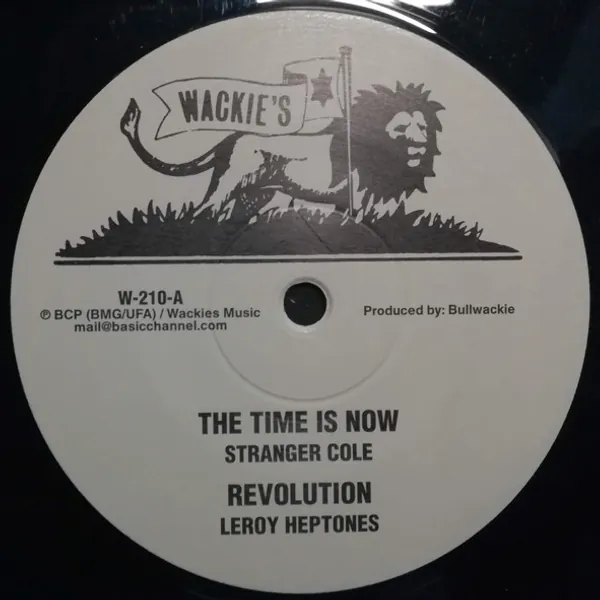 WACKIE'S
W-210-A
℗ BCP (BMG/UFA) / Wackies Music
mail@basicchannel.com
Produced by: Bullwackie
THE TIME IS NOW
STRANGER COLE
REVOLUTION
LEROY HEPTONES